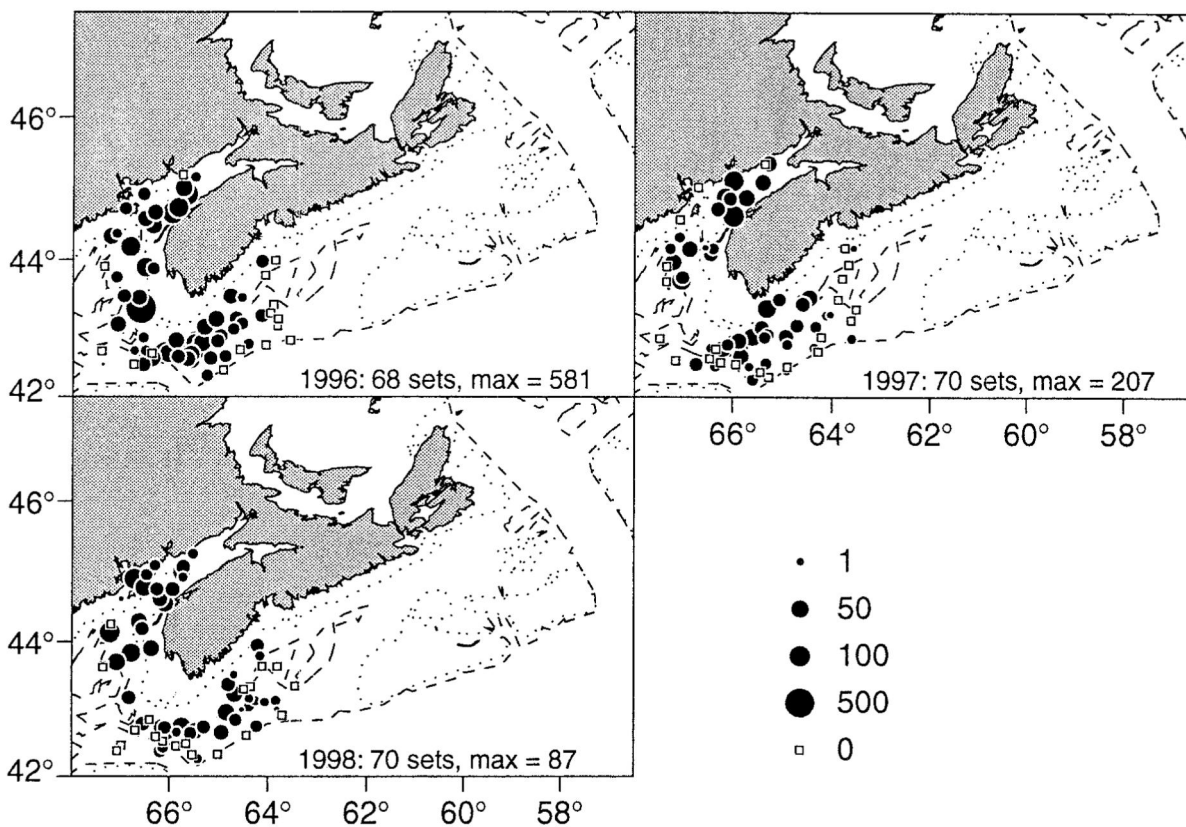 46°
44°
42°
1996: 68 sets, max = 581
1997: 70 sets, max = 207
66° 64° 62° 60° 58°
46°
44°
42°
1998: 70 sets, max = 87
66° 64° 62° 60° 58°
1
50
100
500
0